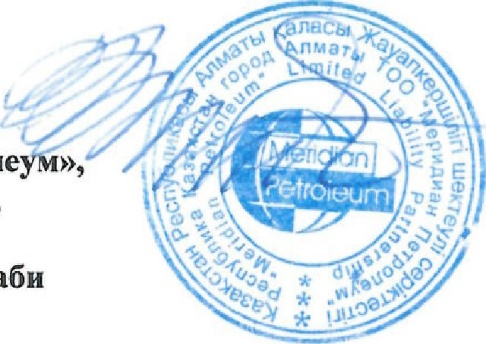 леум»,
аби
Қазақстан Республикасы Алматы Қаласы Жауапкершілігі шектеулі серіктестігі
Республика Казахстан город Алматы ТОО "Меридиан Петролеум"
"Meridian Petroleum" Limited Liability Partnership
Meridian
Petroleum